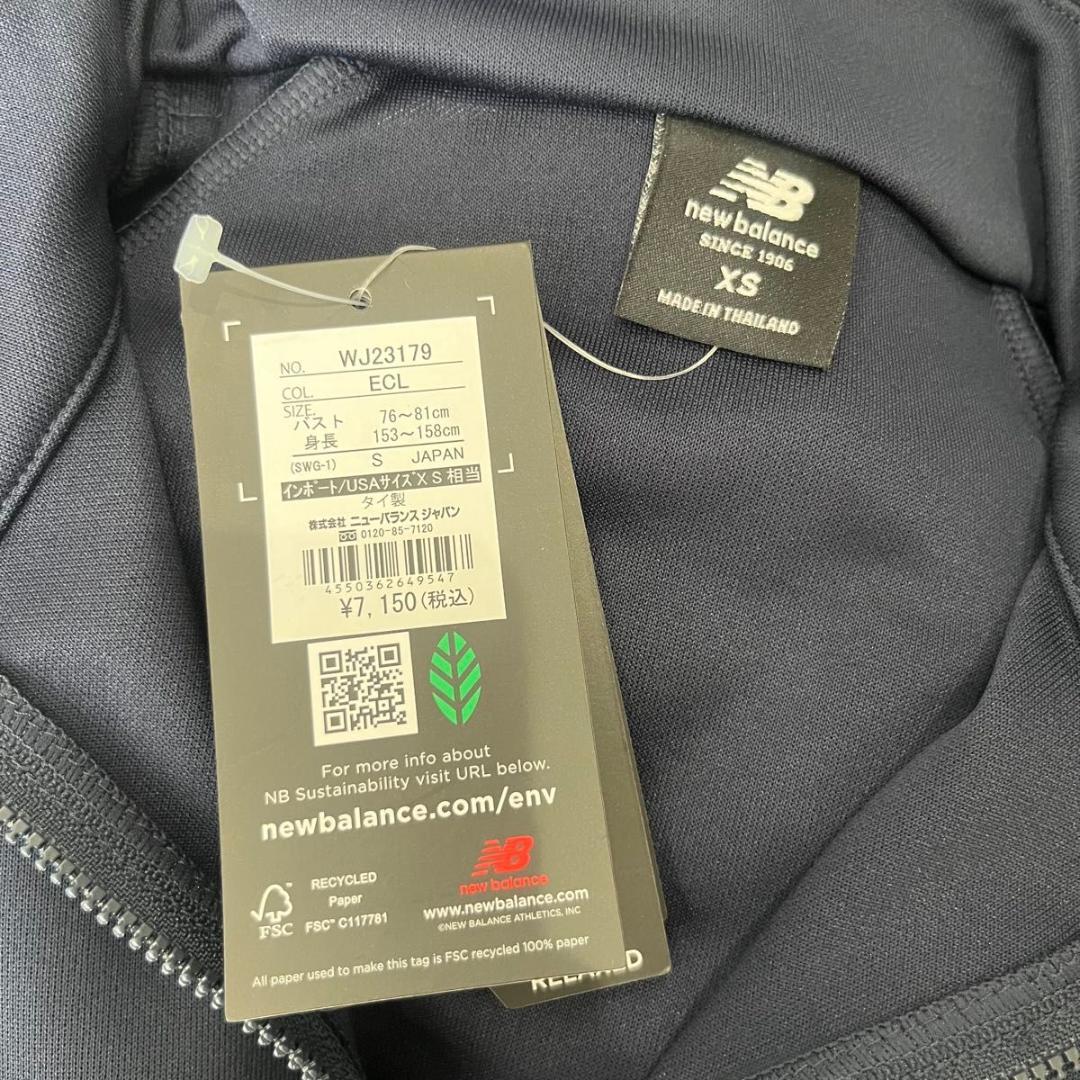 NB
new balance
SINCE 1906
XS
MADE IN THAILAND
NO. WJ23179
COL. ECL
SIZE.
バスト 76～81cm
身長 153～158cm
(SWG-1) S JAPAN
インポート/USAサイズXS相当
タイ製
株式会社 ニューバランス ジャパン
0120-85-7120
4550362649547
¥7,150(税込)
For more info about
NB Sustainability visit URL below.
newbalance.com/env
RECYCLED
Paper
FSC™ C117781
FSC
NB
new balance
www.newbalance.com
©NEW BALANCE ATHLETICS, INC
All paper used to make this tag is FSC recycled 100% paper
RELAXED